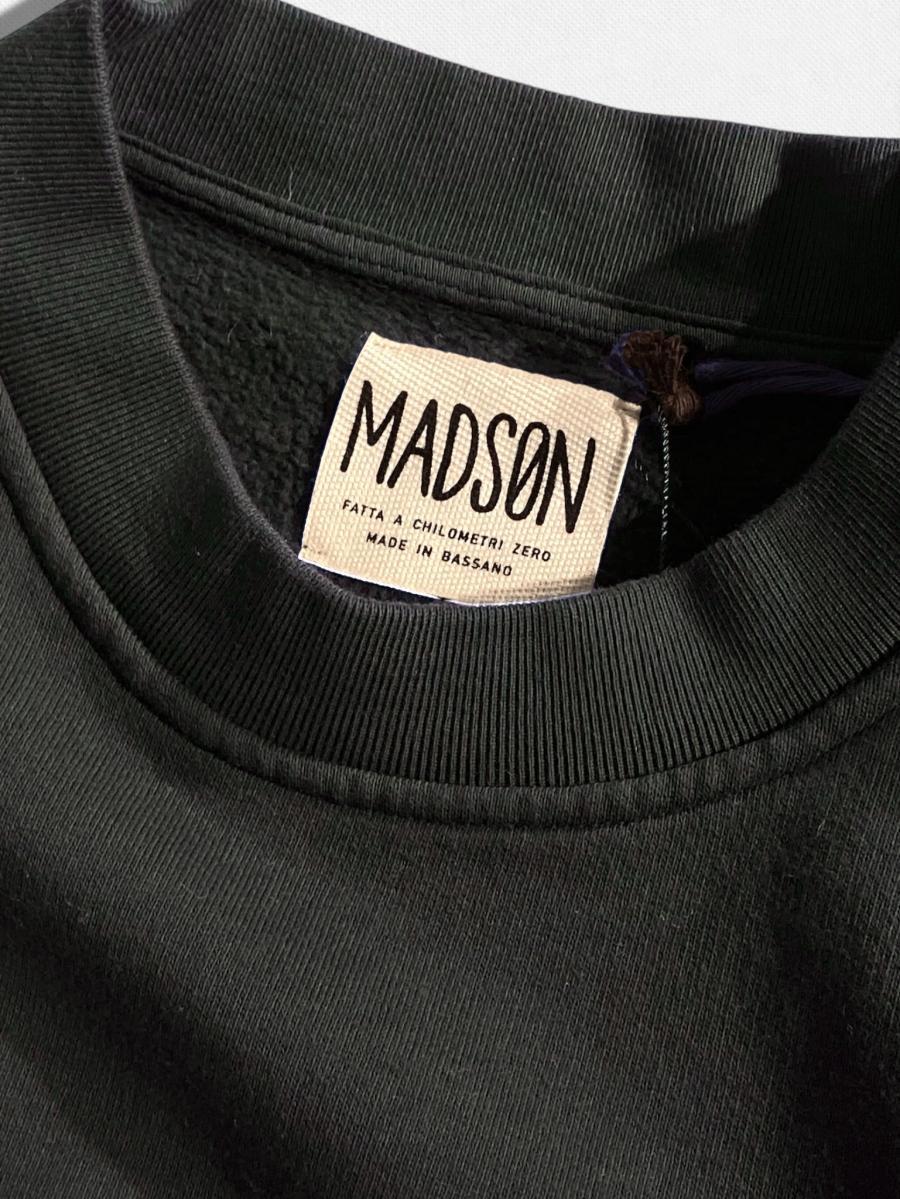 MADSØN
FATTA A CHILOMETRI ZERO
MADE IN BASSANO